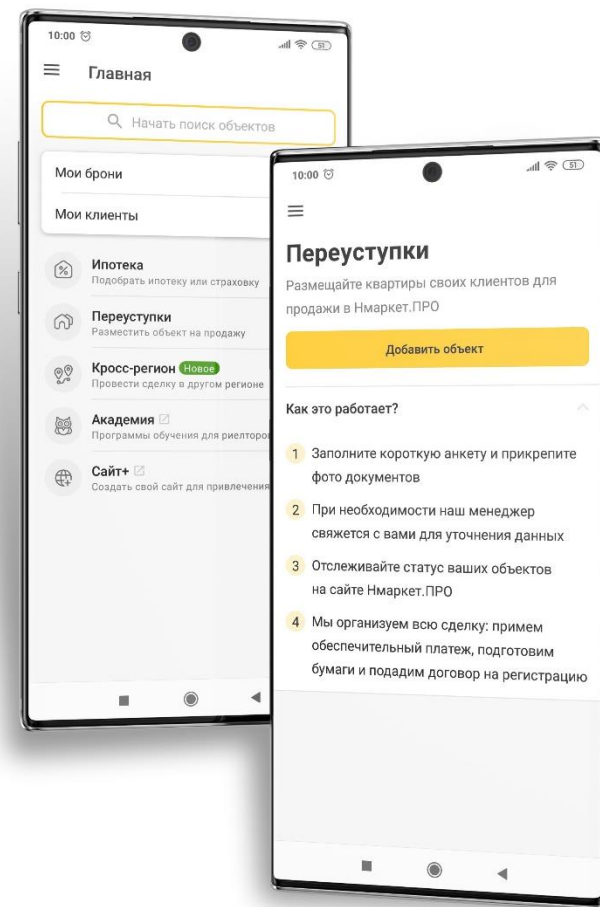 10:00
51
Главная
Начать поиск объектов
Мои брони
Мои клиенты
Ипотека
Подобрать ипотеку или страховку
Переуступки
Разместить объект на продажу
Кросс-регион Новое
Провести сделку в другом регионе
Академия
Программы обучения для риелторов
Сайт+
Создать свой сайт для привлечения
10:00
51
Переуступки
Размещайте квартиры своих клиентов для
продажи в Нмаркет.ПРО
Добавить объект
Как это работает?
1 Заполните короткую анкету и прикрепите
фото документов
2 При необходимости наш менеджер
свяжется с вами для уточнения данных
3 Отслеживайте статус ваших объектов
на сайте Нмаркет.ПРО
4 Мы организуем всю сделку: примем
обеспечительный платеж, подготовим
бумаги и подадим договор на регистрацию